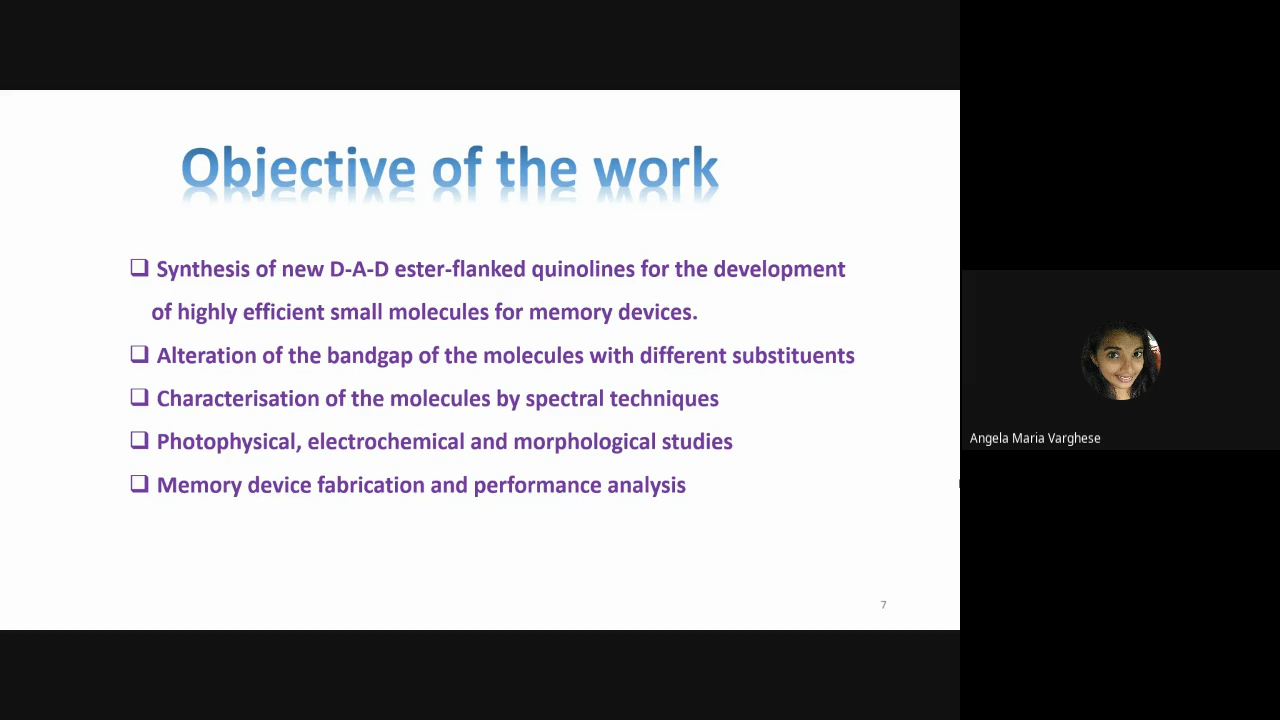 Objective of the work
❑ Synthesis of new D-A-D ester-flanked quinolines for the development
of highly efficient small molecules for memory devices.
❑ Alteration of the bandgap of the molecules with different substituents
❑ Characterisation of the molecules by spectral techniques
❑ Photophysical, electrochemical and morphological studies
❑ Memory device fabrication and performance analysis
7
Angela Maria Varghese